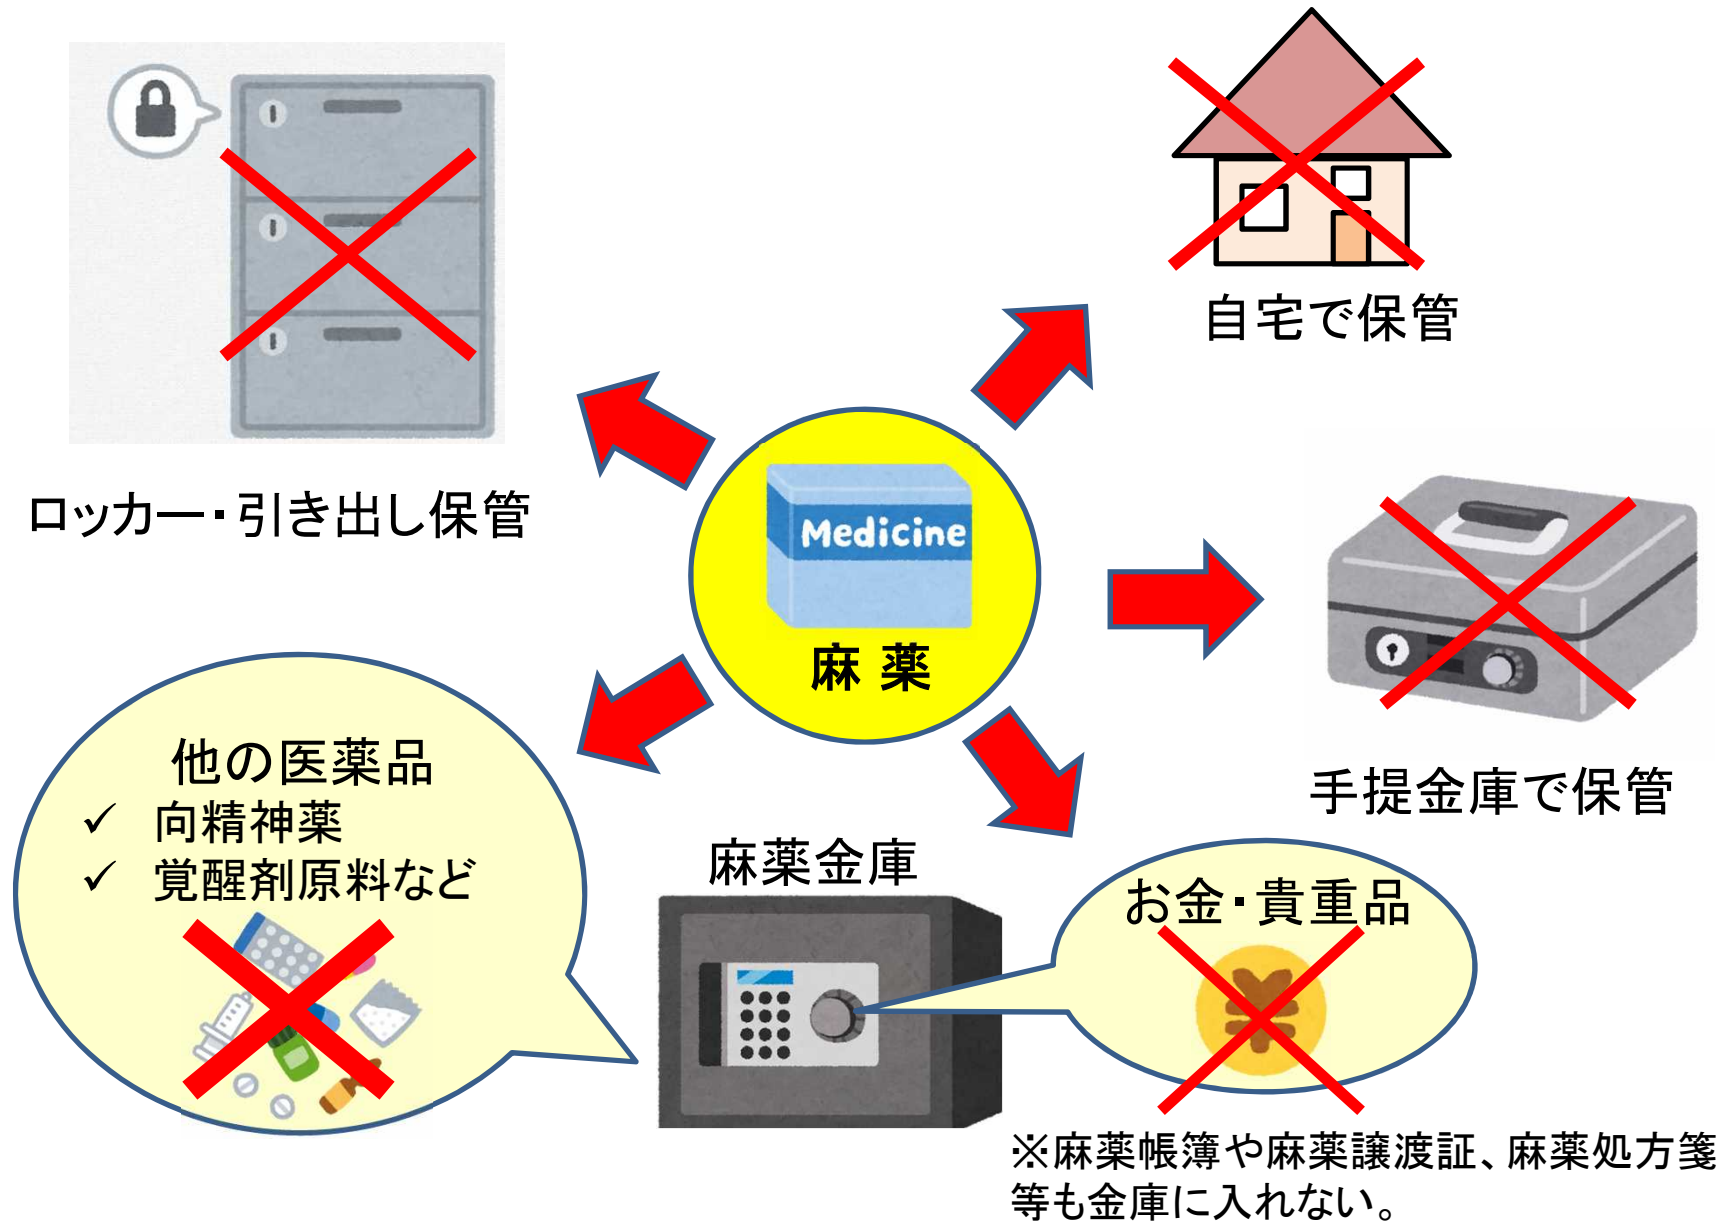 自宅で保管
ロッカー・引き出し保管
Medicine
麻薬
手提金庫で保管
他の医薬品
✓ 向精神薬
✓ 覚醒剤原料など
麻薬金庫
お金・貴重品
※麻薬帳簿や麻薬譲渡証、麻薬処方箋
等も金庫に入れない。